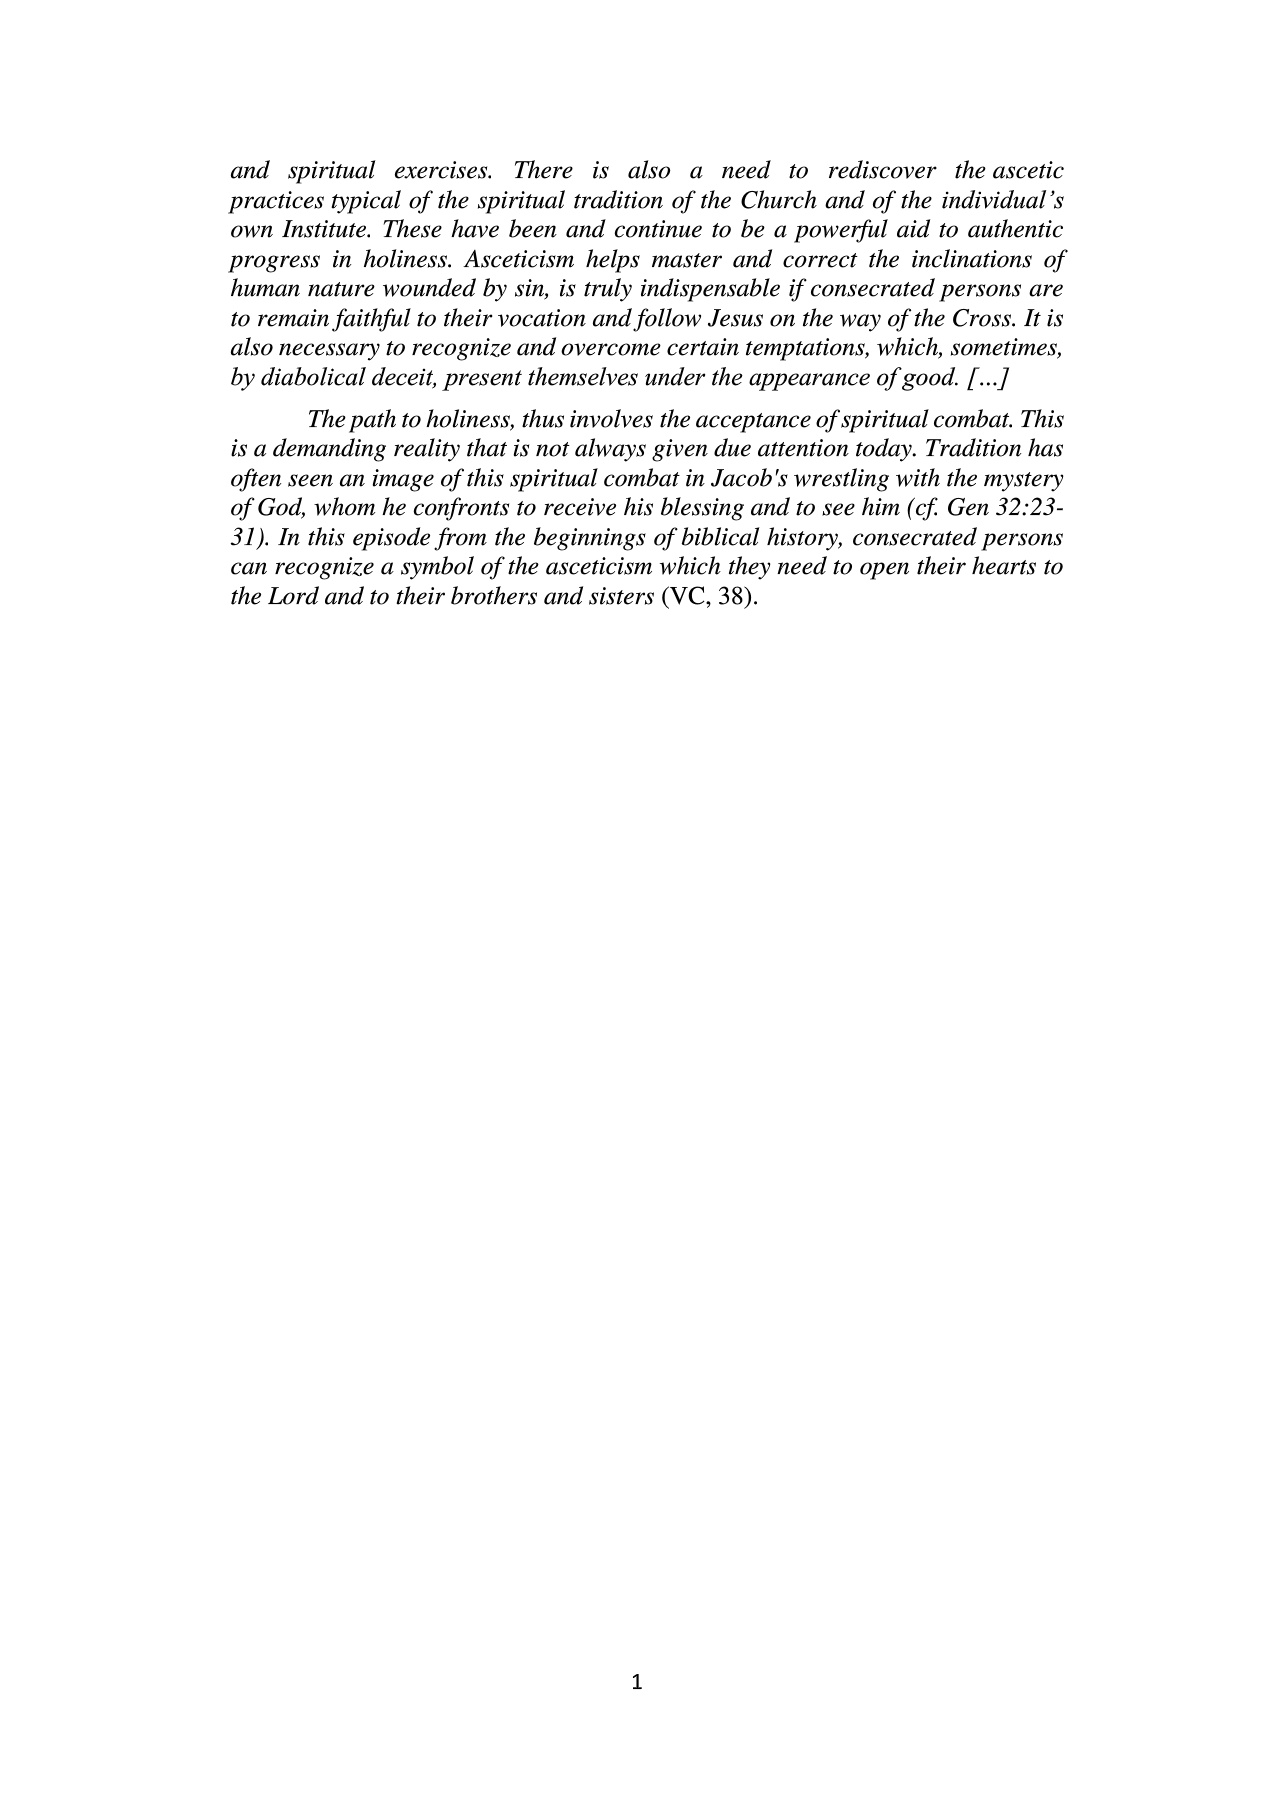 and spiritual exercises. There is also a need to rediscover the ascetic
practices typical of the spiritual tradition of the Church and of the individual’s
own Institute. These have been and continue to be a powerful aid to authentic
progress in holiness. Asceticism helps master and correct the inclinations of
human nature wounded by sin, is truly indispensable if consecrated persons are
to remain faithful to their vocation and follow Jesus on the way of the Cross. It is
also necessary to recognize and overcome certain temptations, which, sometimes,
by diabolical deceit, present themselves under the appearance of good. [...]
The path to holiness, thus involves the acceptance of spiritual combat. This
is a demanding reality that is not always given due attention today. Tradition has
often seen an image of this spiritual combat in Jacob's wrestling with the mystery
of God, whom he confronts to receive his blessing and to see him (cf. Gen 32:23-
31). In this episode from the beginnings of biblical history, consecrated persons
can recognize a symbol of the asceticism which they need to open their hearts to
the Lord and to their brothers and sisters (VC, 38).
1